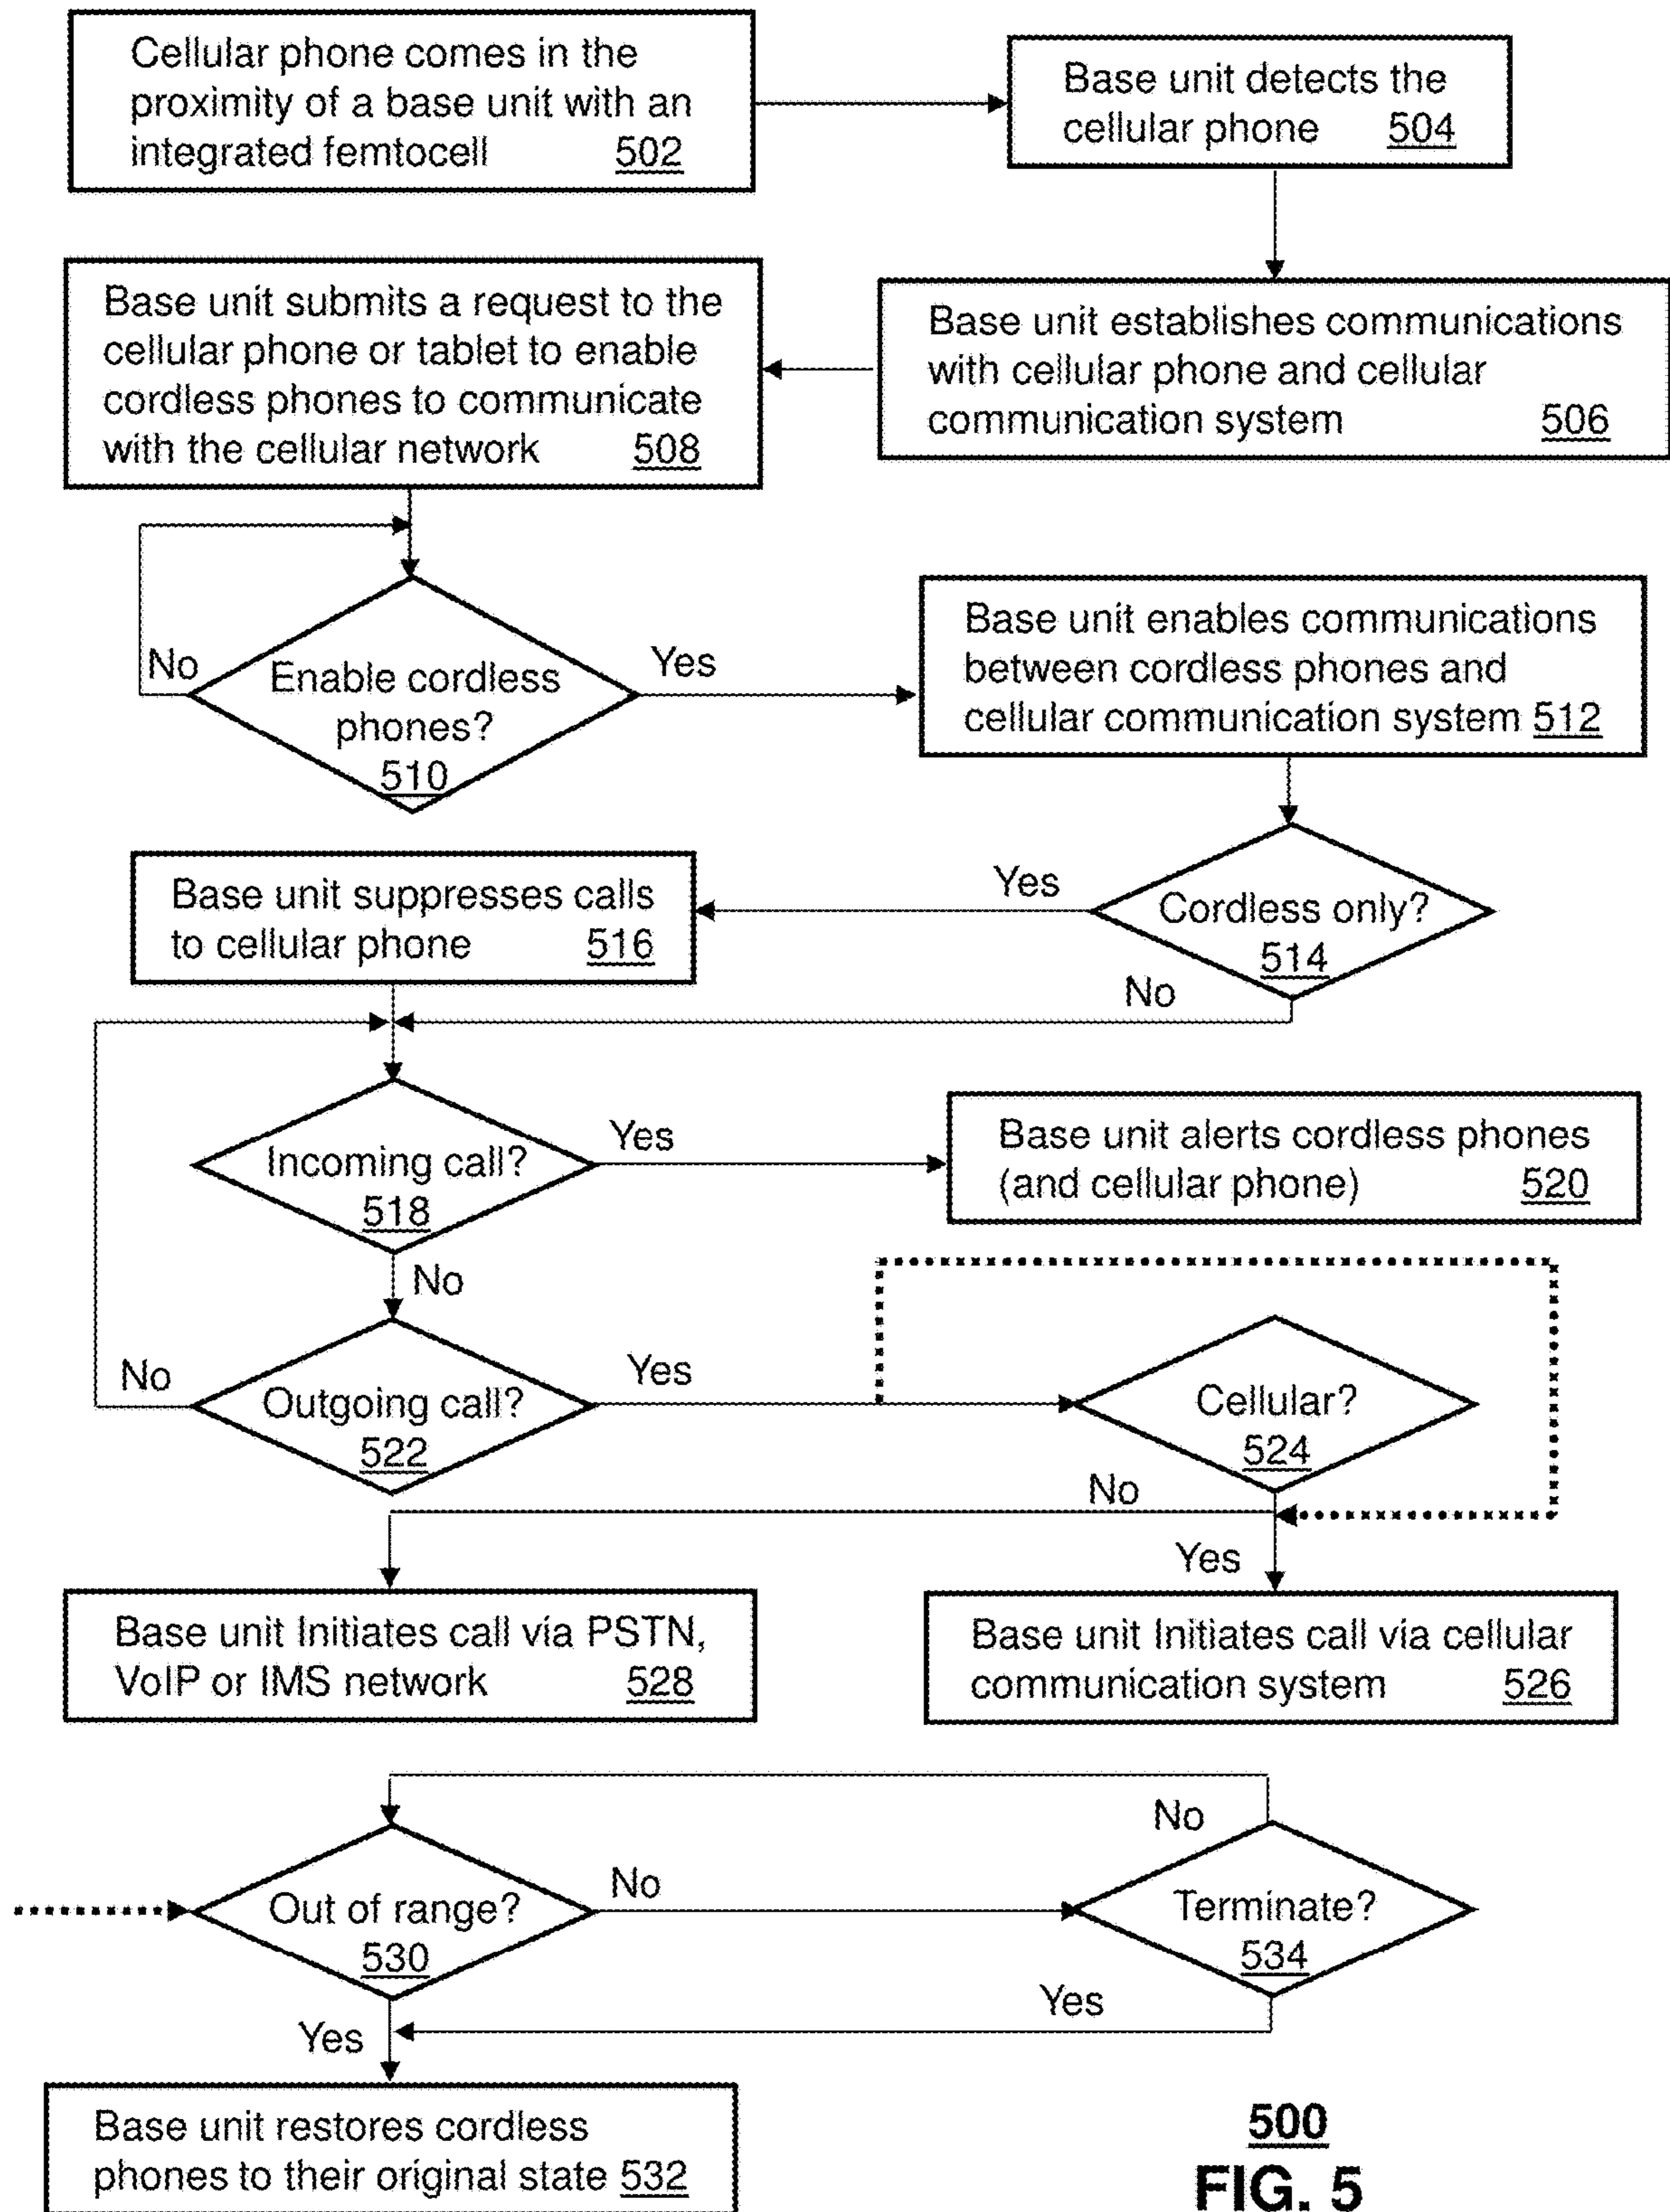 Cellular phone comes in the
proximity of a base unit with an
integrated femtocell 502
Base unit detects the
cellular phone 504
Base unit establishes communications
with cellular phone and cellular
communication system 506
Base unit submits a request to the
cellular phone or tablet to enable
cordless phones to communicate
with the cellular network 508
No
Enable cordless
phones?
510
Yes
Base unit enables communications
between cordless phones and
cellular communication system 512
Cordless only?
514
Yes
No
Base unit suppresses calls
to cellular phone 516
Incoming call?
518
Yes
Base unit alerts cordless phones
(and cellular phone) 520
No
Outgoing call?
522
No
Yes
Cellular?
524
No
Yes
Base unit Initiates call via PSTN,
VoIP or IMS network 528
Base unit Initiates call via cellular
communication system 526
Out of range?
530
No
Terminate?
534
No
Yes
Yes
Base unit restores cordless
phones to their original state 532
500
FIG. 5